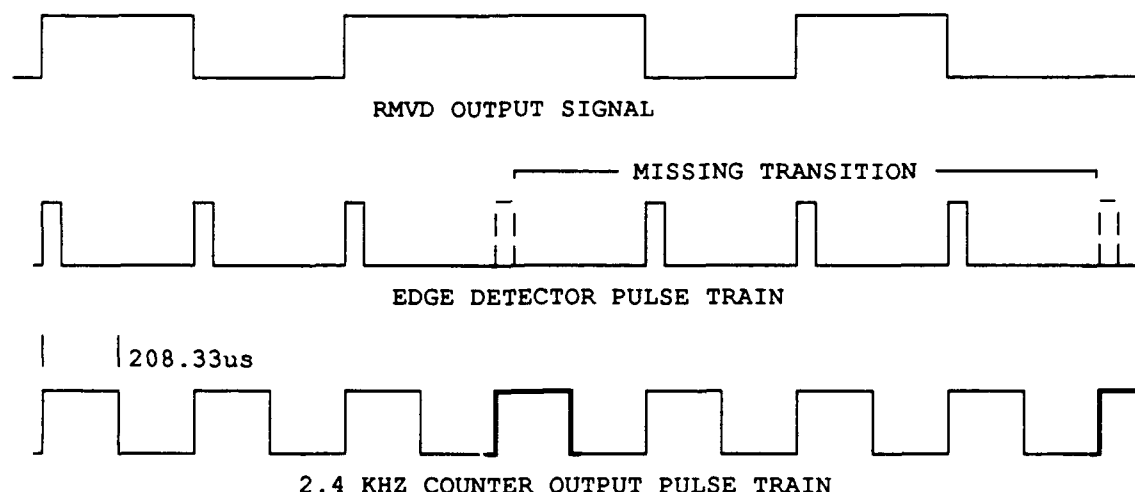 RMVD OUTPUT SIGNAL
MISSING TRANSITION
EDGE DETECTOR PULSE TRAIN
208.33us
2.4 KHZ COUNTER OUTPUT PULSE TRAIN